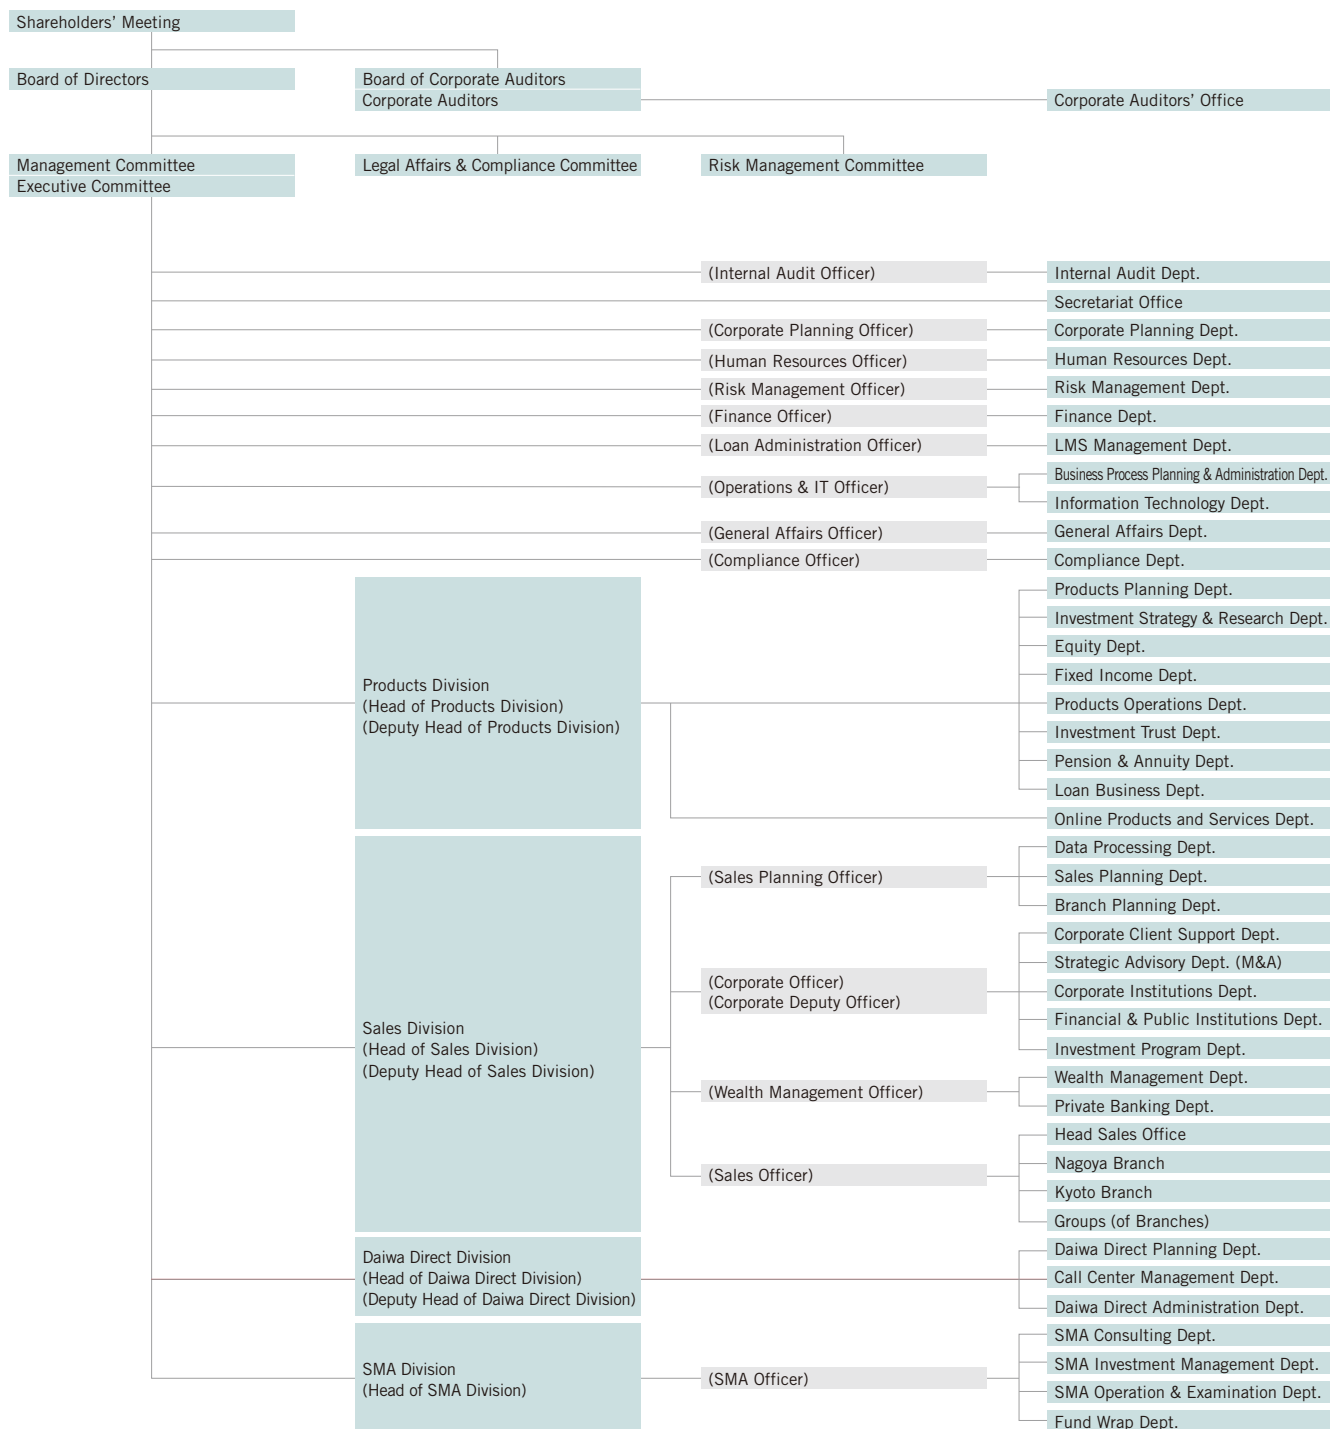 Shareholders’ Meeting
Board of Directors
Board of Corporate Auditors
Corporate Auditors
Corporate Auditors’ Office
Management Committee
Executive Committee
Legal Affairs & Compliance Committee
Risk Management Committee
(Internal Audit Officer)
Internal Audit Dept.
Secretariat Office
(Corporate Planning Officer)
Corporate Planning Dept.
(Human Resources Officer)
Human Resources Dept.
(Risk Management Officer)
Risk Management Dept.
(Finance Officer)
Finance Dept.
(Loan Administration Officer)
LMS Management Dept.
(Operations & IT Officer)
Business Process Planning & Administration Dept.
Information Technology Dept.
(General Affairs Officer)
General Affairs Dept.
(Compliance Officer)
Compliance Dept.
Products Division
(Head of Products Division)
(Deputy Head of Products Division)
Products Planning Dept.
Investment Strategy & Research Dept.
Equity Dept.
Fixed Income Dept.
Products Operations Dept.
Investment Trust Dept.
Pension & Annuity Dept.
Loan Business Dept.
Online Products and Services Dept.
Sales Division
(Head of Sales Division)
(Deputy Head of Sales Division)
(Sales Planning Officer)
Data Processing Dept.
Sales Planning Dept.
Branch Planning Dept.
(Corporate Officer)
(Corporate Deputy Officer)
Corporate Client Support Dept.
Strategic Advisory Dept. (M&A)
Corporate Institutions Dept.
Financial & Public Institutions Dept.
Investment Program Dept.
(Wealth Management Officer)
Wealth Management Dept.
Private Banking Dept.
(Sales Officer)
Head Sales Office
Nagoya Branch
Kyoto Branch
Groups (of Branches)
Daiwa Direct Division
(Head of Daiwa Direct Division)
(Deputy Head of Daiwa Direct Division)
Daiwa Direct Planning Dept.
Call Center Management Dept.
Daiwa Direct Administration Dept.
SMA Division
(Head of SMA Division)
(SMA Officer)
SMA Consulting Dept.
SMA Investment Management Dept.
SMA Operation & Examination Dept.
Fund Wrap Dept.